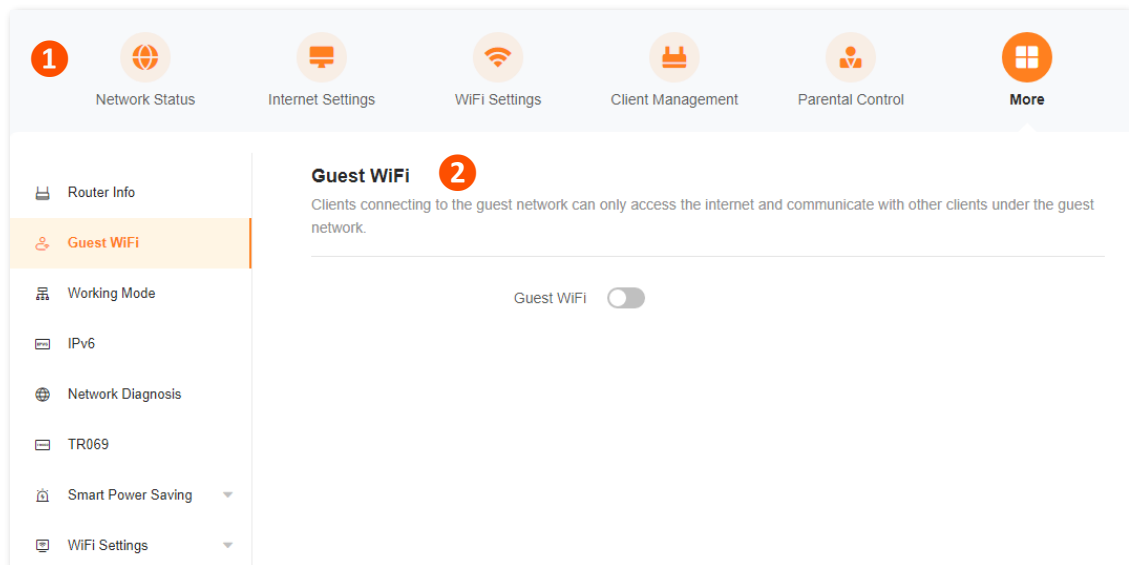 1
Network Status
Internet Settings
WiFi Settings
Client Management
Parental Control
More
Router Info
Guest WiFi
Working Mode
IPv6
Network Diagnosis
TR069
Smart Power Saving
WiFi Settings
Guest WiFi 2
Clients connecting to the guest network can only access the internet and communicate with other clients under the guest
network.
Guest WiFi